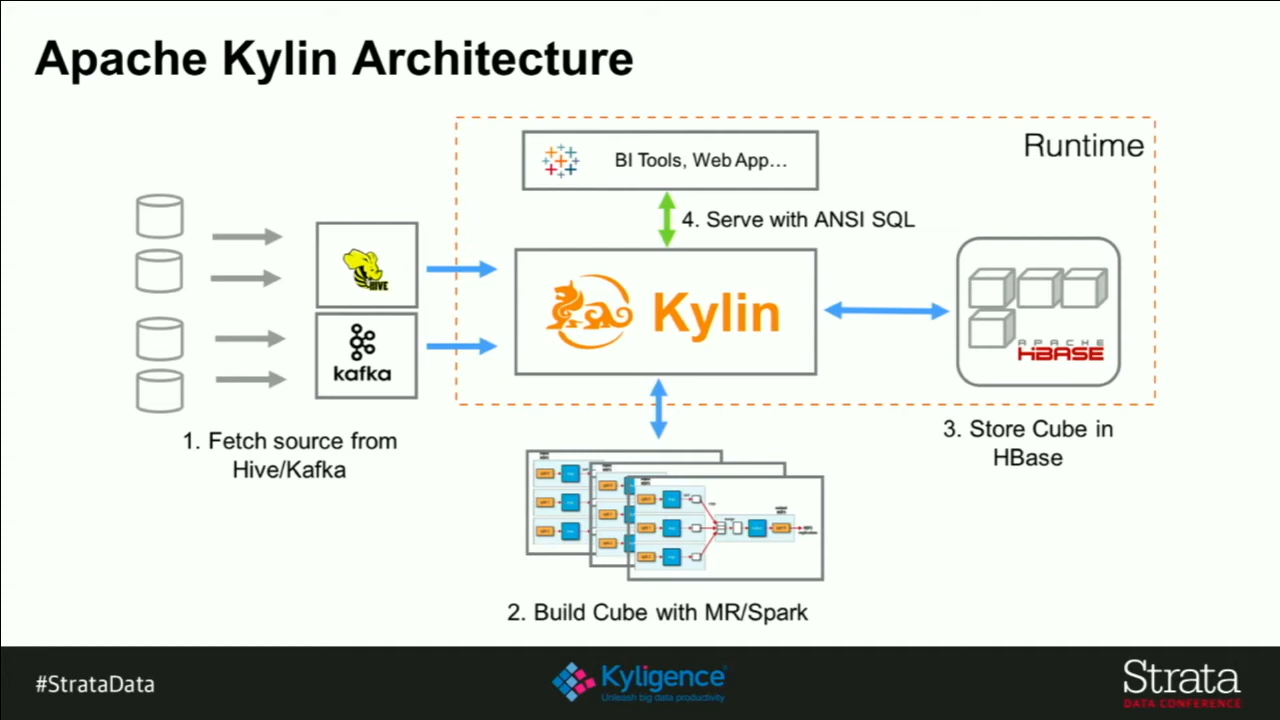 Apache Kylin Architecture
Runtime
BI Tools, Web App...
4. Serve with ANSI SQL
HIVE
kafka
Kylin
APACHE
HBASE
1. Fetch source from
Hive/Kafka
3. Store Cube in
HBase
2. Build Cube with MR/Spark
#StrataData
Kyligence
Unleash big data productivity
Strata
DATA CONFERENCE